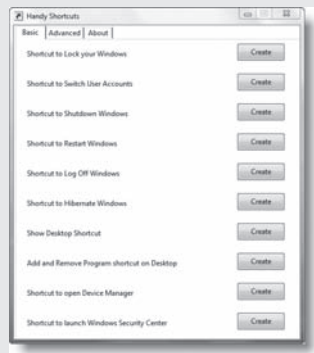 Handy Shortcuts
Basic Advanced About
Shortcut to Lock your Windows Create
Shortcut to Switch User Accounts Create
Shortcut to Shutdown Windows Create
Shortcut to Restart Windows Create
Shortcut to Log Off Windows Create
Shortcut to Hibernate Windows Create
Show Desktop Shortcut Create
Add and Remove Program shortcut on Desktop Create
Shortcut to open Device Manager Create
Shortcut to launch Windows Security Center Create